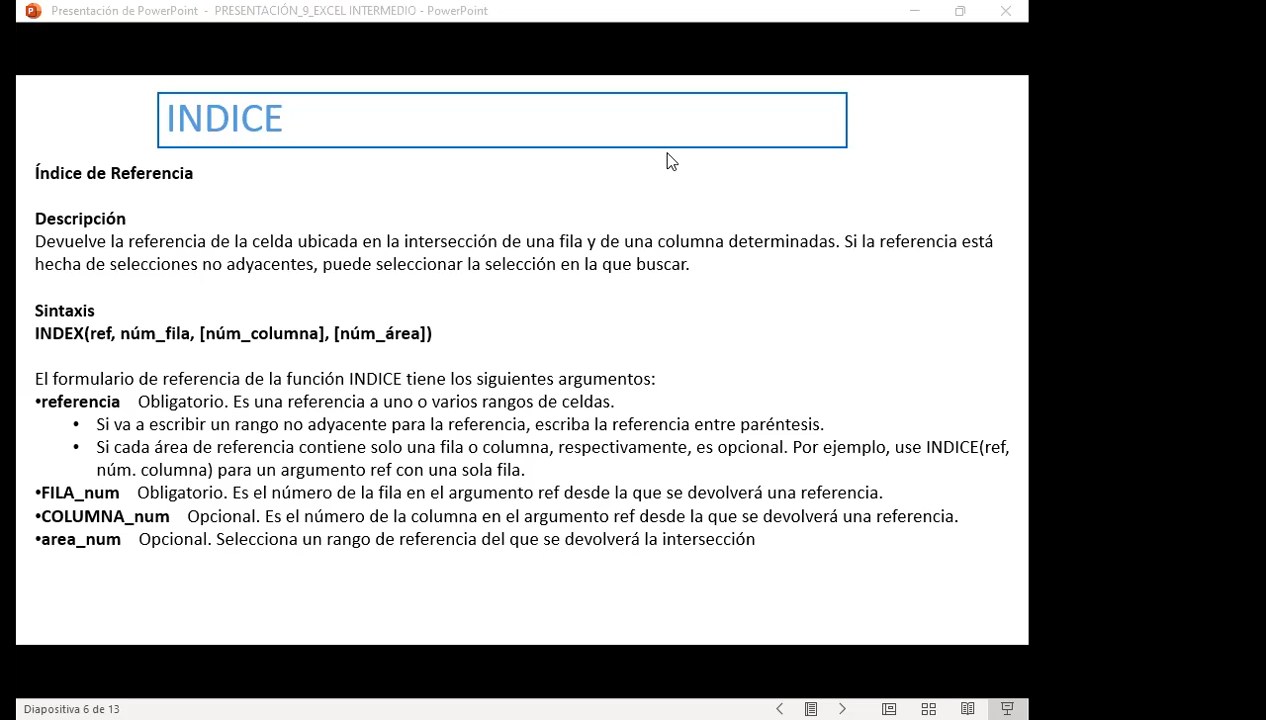 Presentación de PowerPoint - PRESENTACIÓN_9_EXCEL INTERMEDIO - PowerPoint
INDICE
Índice de Referencia
Descripción
Devuelve la referencia de la celda ubicada en la intersección de una fila y de una columna determinadas. Si la referencia está
hecha de selecciones no adyacentes, puede seleccionar la selección en la que buscar.
Sintaxis
INDEX(ref, núm_fila, [núm_columna], [núm_área])
El formulario de referencia de la función INDICE tiene los siguientes argumentos:
•referencia Obligatorio. Es una referencia a uno o varios rangos de celdas.
• Si va a escribir un rango no adyacente para la referencia, escriba la referencia entre paréntesis.
• Si cada área de referencia contiene solo una fila o columna, respectivamente, es opcional. Por ejemplo, use INDICE(ref,
núm. columna) para un argumento ref con una sola fila.
•FILA_num Obligatorio. Es el número de la fila en el argumento ref desde la que se devolverá una referencia.
•COLUMNA_num Opcional. Es el número de la columna en el argumento ref desde la que se devolverá una referencia.
•area_num Opcional. Selecciona un rango de referencia del que se devolverá la intersección
Diapositiva 6 de 13